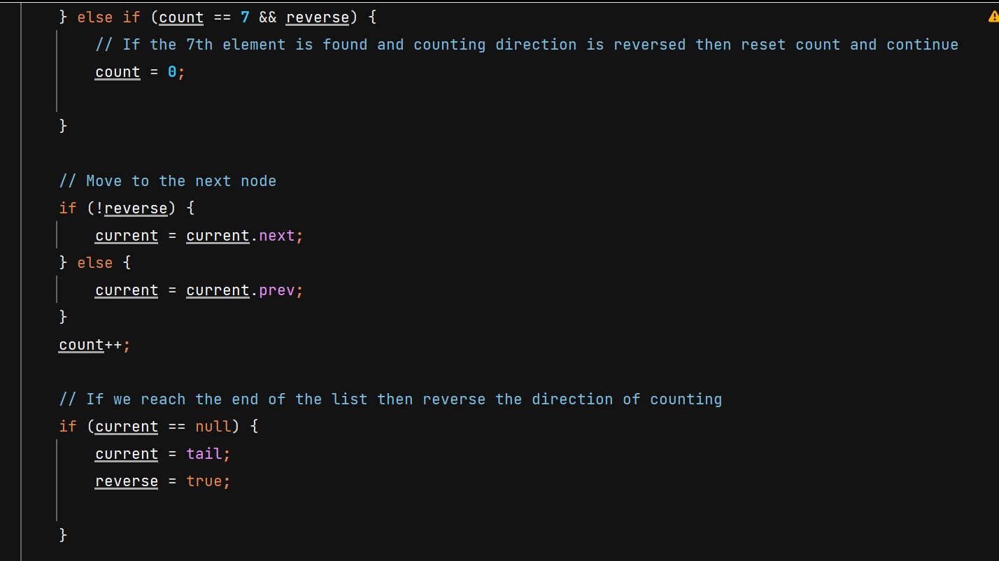 } else if (count == 7 && reverse) {
// If the 7th element is found and counting direction is reversed then reset count and continue
count = 0;
}
// Move to the next node
if (!reverse) {
current = current.next;
} else {
current = current.prev;
}
count++;
// If we reach the end of the list then reverse the direction of counting
if (current == null) {
current = tail;
reverse = true;
}